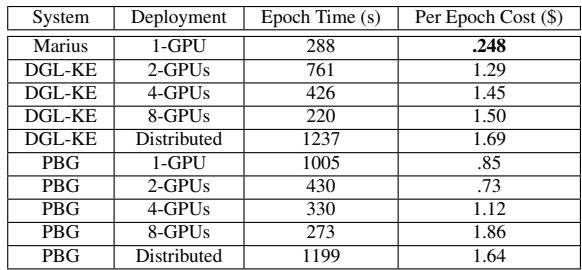 System Deployment Epoch Time (s) Per Epoch Cost ($)
Marius 1-GPU 288 .248
DGL-KE 2-GPUs 761 1.29
DGL-KE 4-GPUs 426 1.45
DGL-KE 8-GPUs 220 1.50
DGL-KE Distributed 1237 1.69
PBG 1-GPU 1005 .85
PBG 2-GPUs 430 .73
PBG 4-GPUs 330 1.12
PBG 8-GPUs 273 1.86
PBG Distributed 1199 1.64